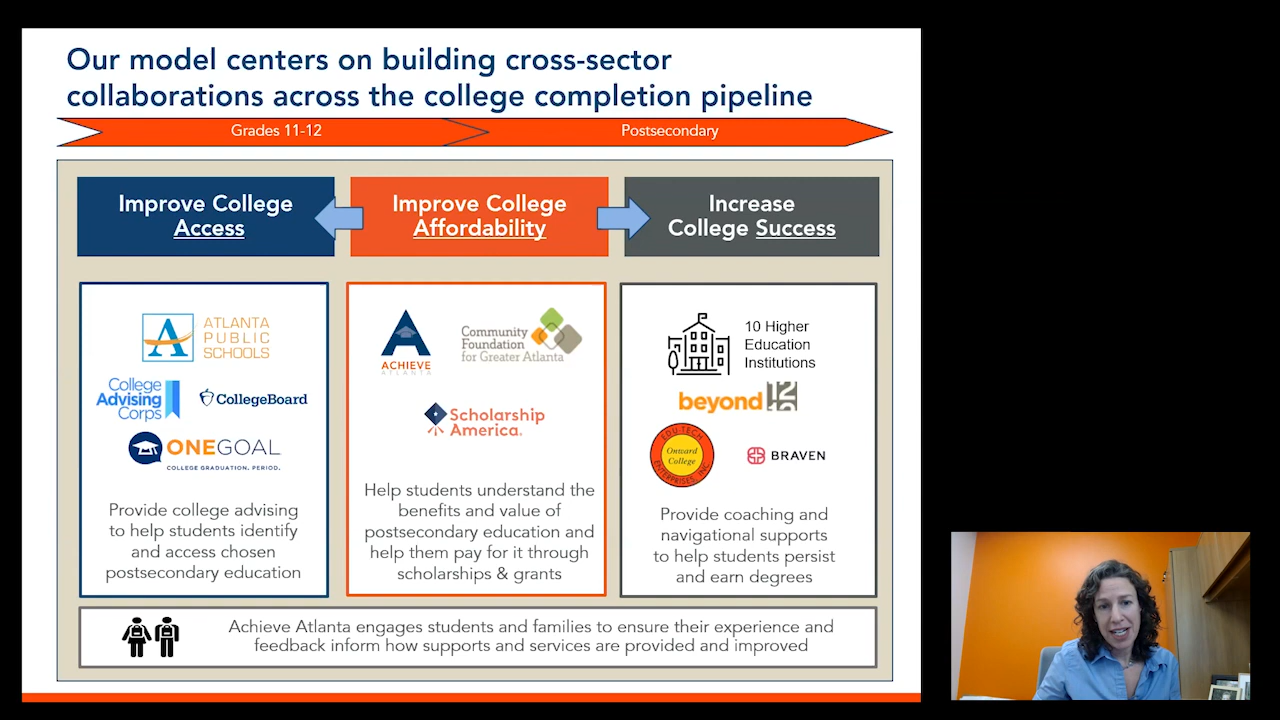 Our model centers on building cross-sector
collaborations across the college completion pipeline
Grades 11-12
Postsecondary
Improve College
Access
Improve College
Affordability
Increase
College Success
ATLANTA
PUBLIC
SCHOOLS
College
Advising
Corps
CollegeBoard
ONEGOAL
COLLEGE GRADUATION. PERIOD.
Provide college advising
to help students identify
and access chosen
postsecondary education
ACHIEVE
ATLANTA
Community
Foundation
for Greater Atlanta
Scholarship
America.
Help students understand the
benefits and value of
postsecondary education and
help them pay for it through
scholarships & grants
10 Higher
Education
Institutions
beyond 12
EDU-TECH
Onward
College
ENTERPRISES, INC
BRAVEN
Provide coaching and
navigational supports
to help students persist
and earn degrees
Achieve Atlanta engages students and families to ensure their experience and
feedback inform how supports and services are provided and improved